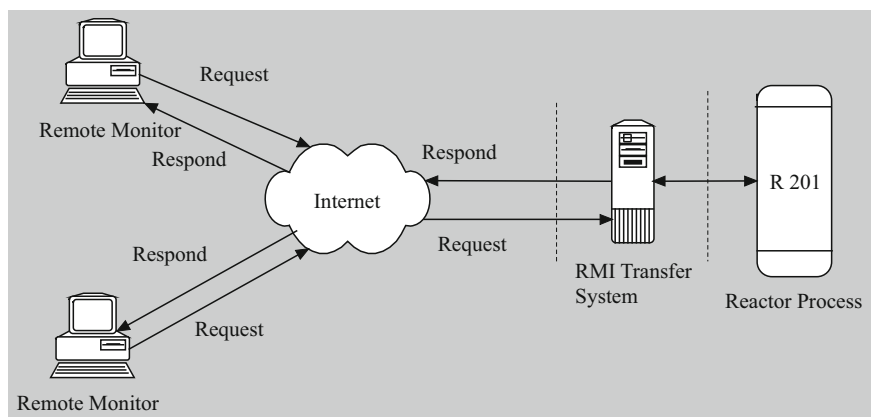 Request
Remote Monitor
Respond
Respond
Internet
R 201
Request
Respond
RMI Transfer
System
Reactor Process
Request
Remote Monitor